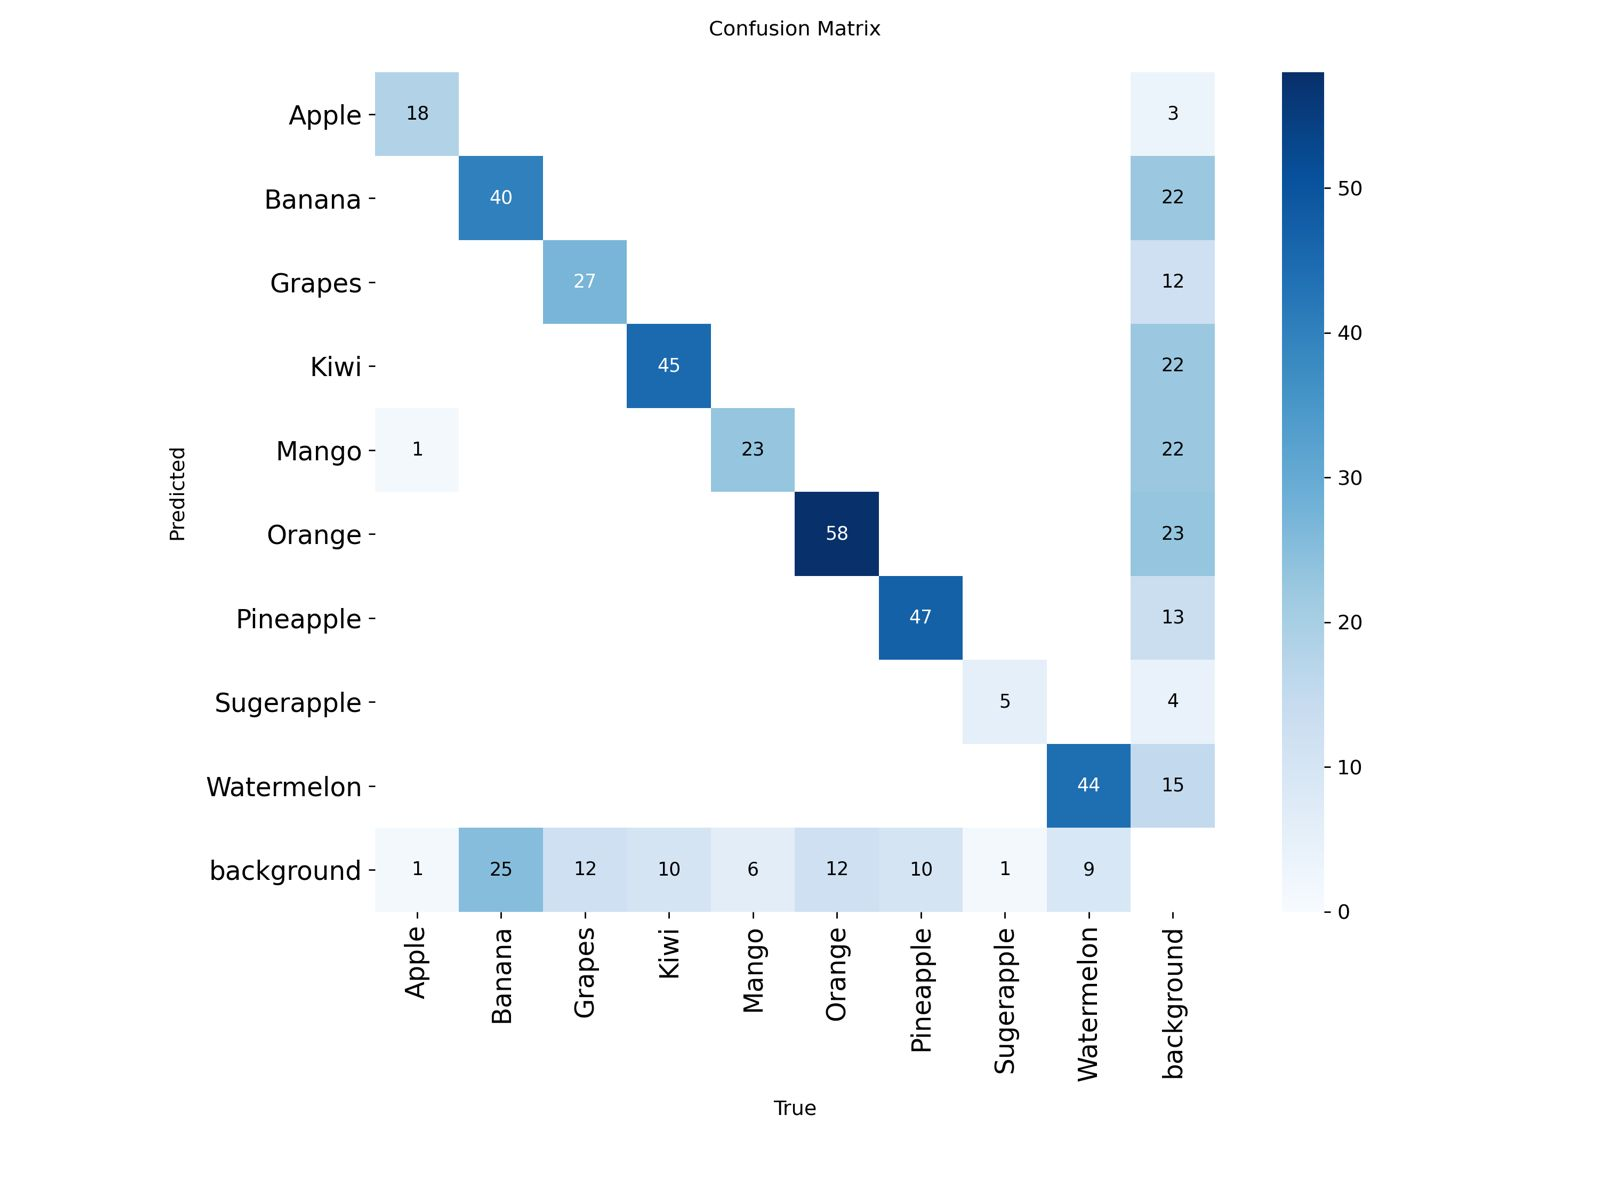 Confusion Matrix
Apple
18
3
Banana
40
22
50
Grapes
27
12
40
Kiwi
45
22
Mango
1
23
22
30
Predicted
Orange
58
23
Pineapple
47
13
20
Sugerapple
5
4
10
Watermelon
44
15
background
1
25
12
10
6
12
10
1
9
0
Apple
Banana
Grapes
Kiwi
Mango
Orange
Pineapple
Sugerapple
Watermelon
background
True